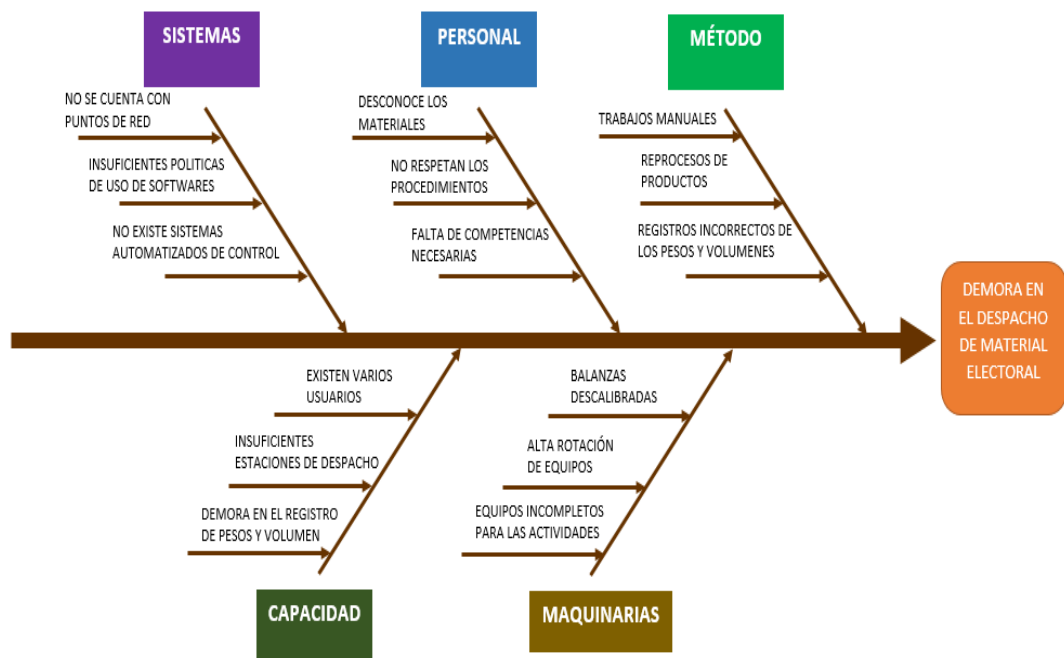 SISTEMAS
PERSONAL
MÉTODO
NO SE CUENTA CON
PUNTOS DE RED
INSUFICIENTES POLITICAS
DE USO DE SOFTWARES
NO EXISTE SISTEMAS
AUTOMATIZADOS DE CONTROL
DESCONOCE LOS
MATERIALES
NO RESPETAN LOS
PROCEDIMIENTOS
FALTA DE COMPETENCIAS
NECESARIAS
TRABAJOS MANUALES
REPROCESOS DE
PRODUCTOS
REGISTROS INCORRECTOS DE
LOS PESOS Y VOLUMENES
DEMORA EN
EL DESPACHO
DE MATERIAL
ELECTORAL
EXISTEN VARIOS
USUARIOS
INSUFICIENTES
ESTACIONES DE DESPACHO
DEMORA EN EL REGISTRO
DE PESOS Y VOLUMEN
BALANZAS
DESCALIBRADAS
ALTA ROTACIÓN
DE EQUIPOS
EQUIPOS INCOMPLETOS
PARA LAS ACTIVIDADES
CAPACIDAD
MAQUINARIAS